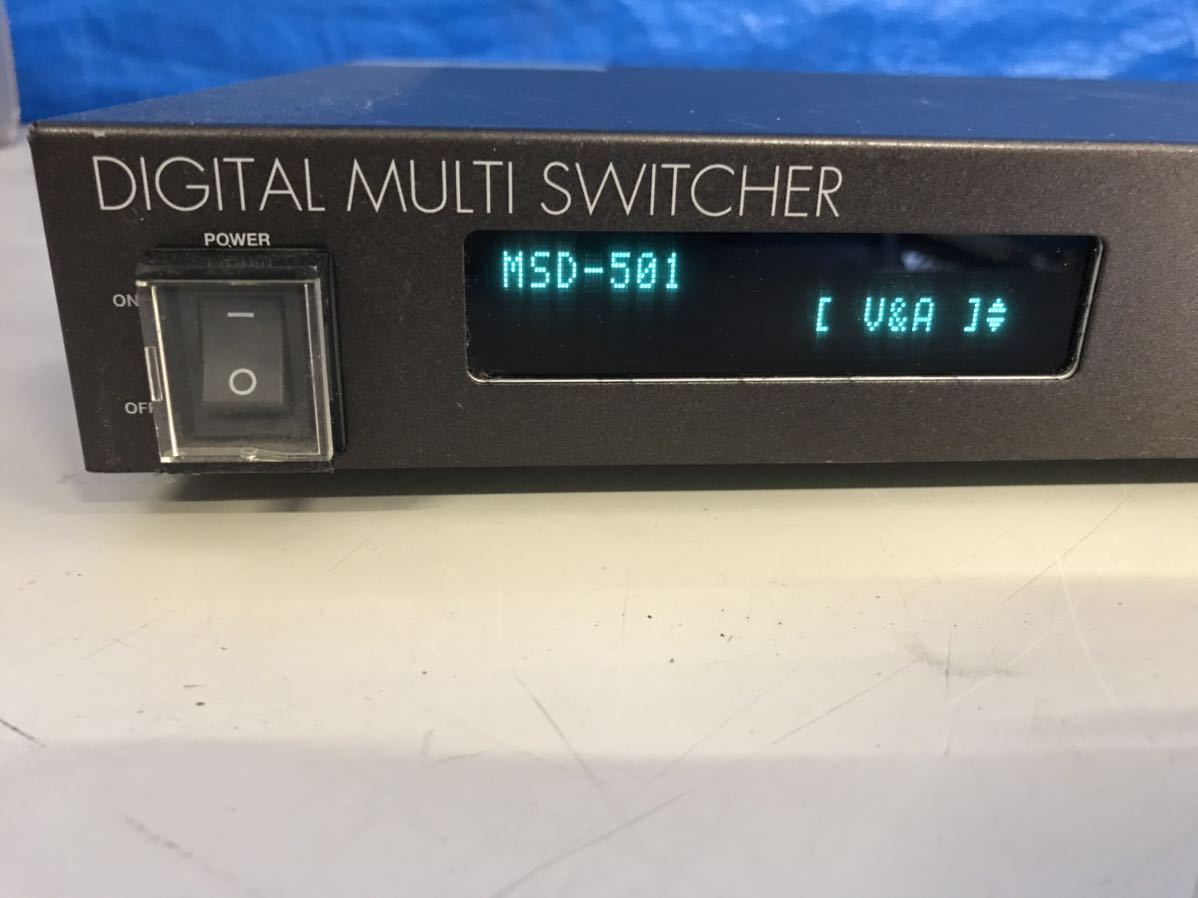 DIGITAL MULTI SWITCHER
POWER
ON
OFF
MSD-501
[ V&A ]